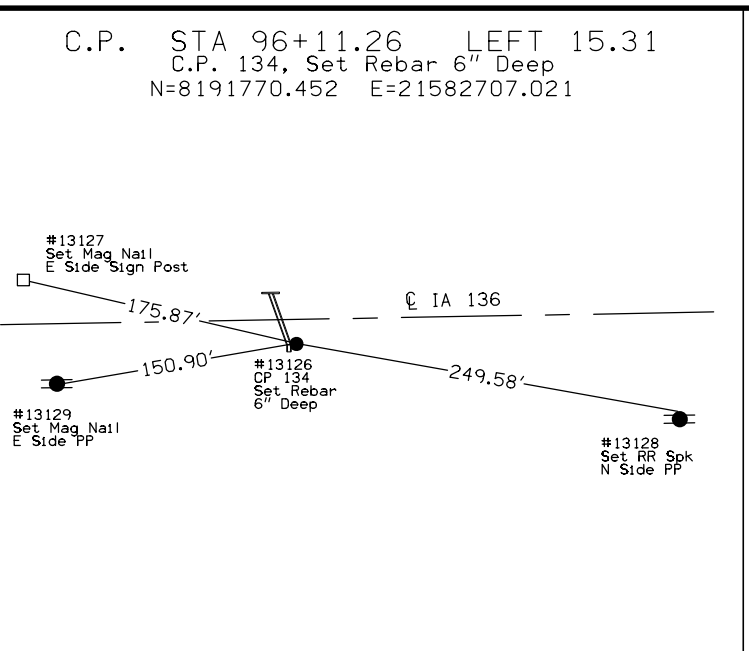 C.P. STA 96+11.26 LEFT 15.31
C.P. 134, Set Rebar 6" Deep
N=8191770.452 E=21582707.021
#13127
Set Mag Nail
E Side Sign Post
175.87'
℄ IA 136
150.90'
#13126
CP 134
Set Rebar
6" Deep
249.58'
#13129
Set Mag Nail
E Side PP
#13128
Set RR Spk
N Side PP